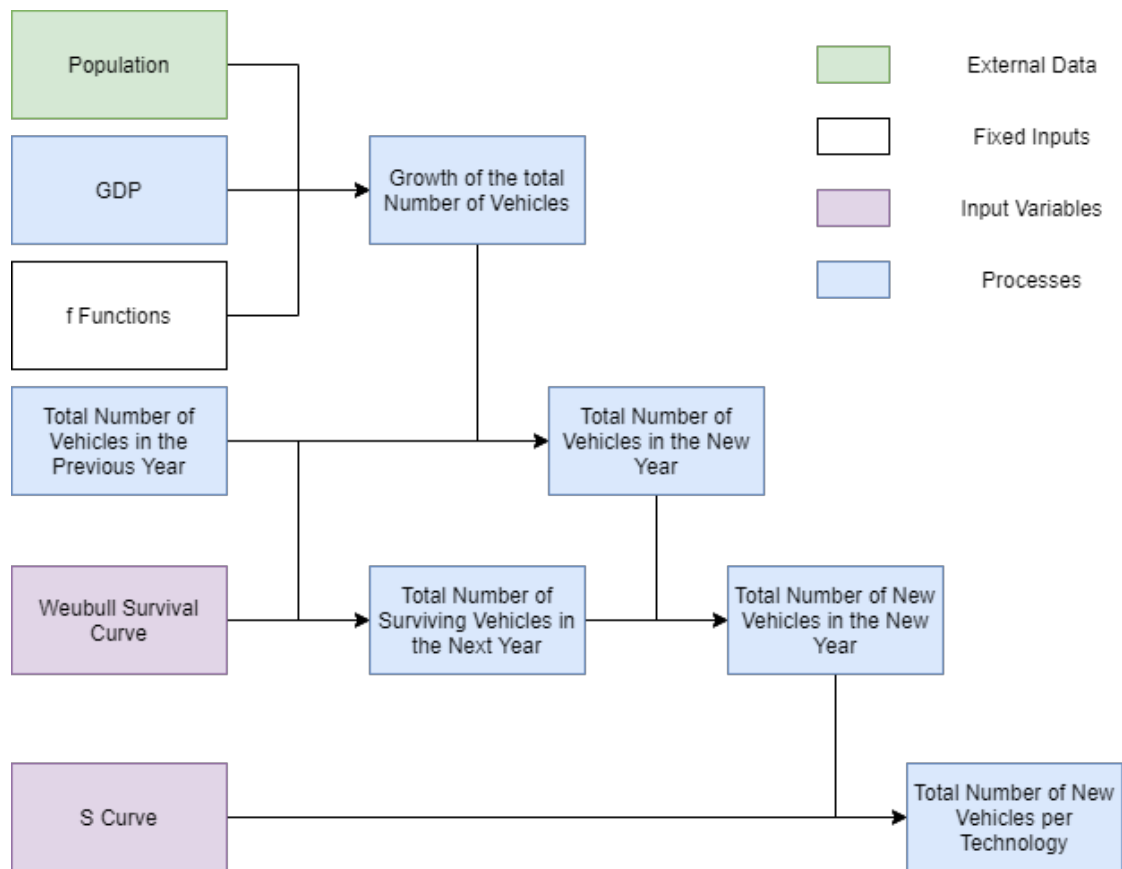 Population
External Data
Fixed Inputs
GDP
Growth of the total
Number of Vehicles
Input Variables
Processes
f Functions
Total Number of
Vehicles in the
Previous Year
Total Number of
Vehicles in the New
Year
Weubull Survival
Curve
Total Number of
Surviving Vehicles in
the Next Year
Total Number of New
Vehicles in the New
Year
S Curve
Total Number of New
Vehicles per
Technology